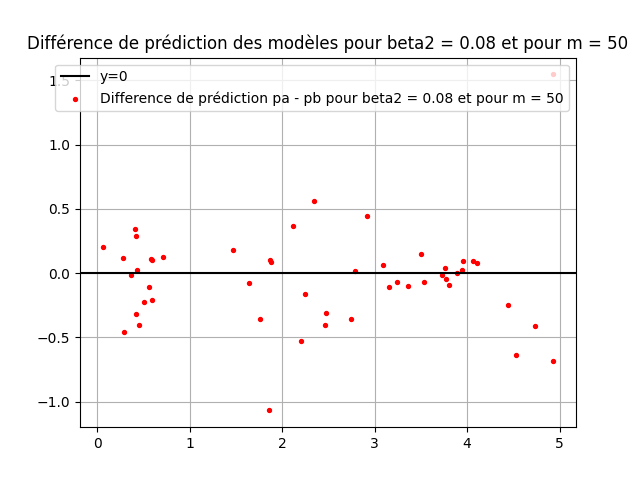 Différence de prédiction des modèles pour beta2 = 0.08 et pour m = 50
y=0
Difference de prédiction pa - pb pour beta2 = 0.08 et pour m = 50
1.5
1.0
0.5
0.0
−0.5
−1.0
0 1 2 3 4 5